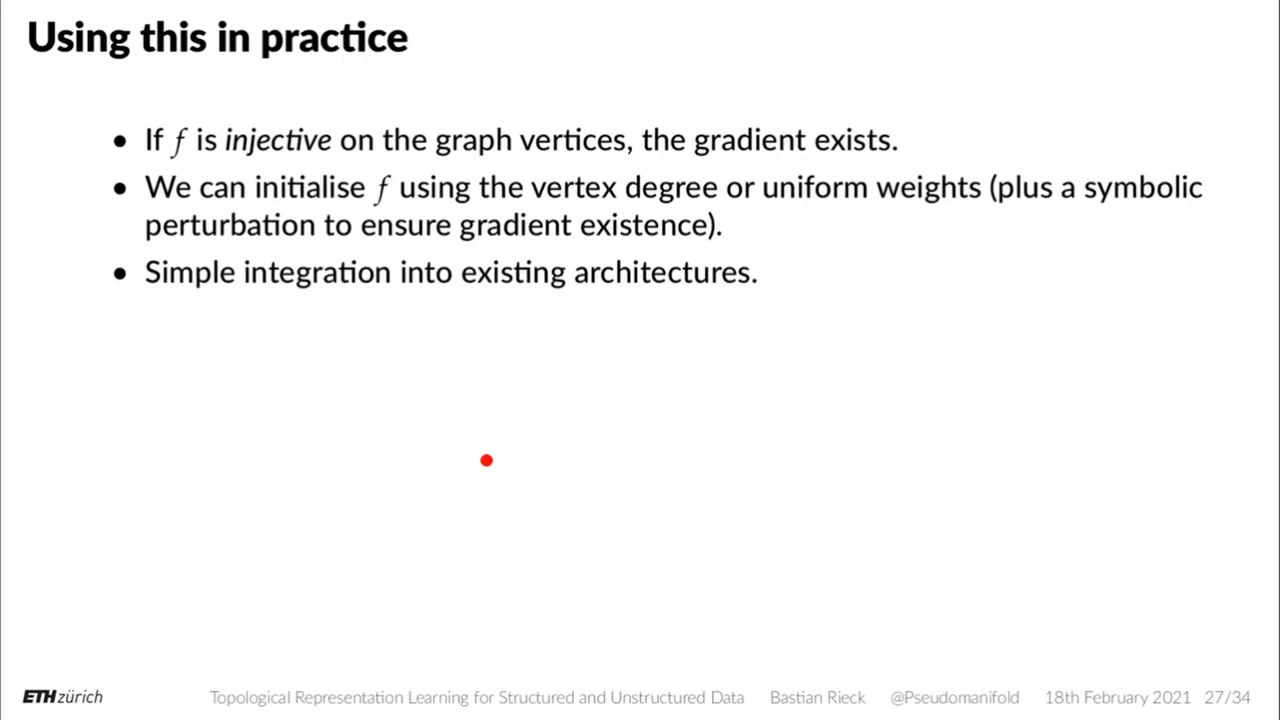 Using this in practice
• If f is injective on the graph vertices, the gradient exists.
• We can initialise f using the vertex degree or uniform weights (plus a symbolic
perturbation to ensure gradient existence).
• Simple integration into existing architectures.
ETH zürich Topological Representation Learning for Structured and Unstructured Data Bastian Rieck @Pseudomanifold 18th February 2021 27/34